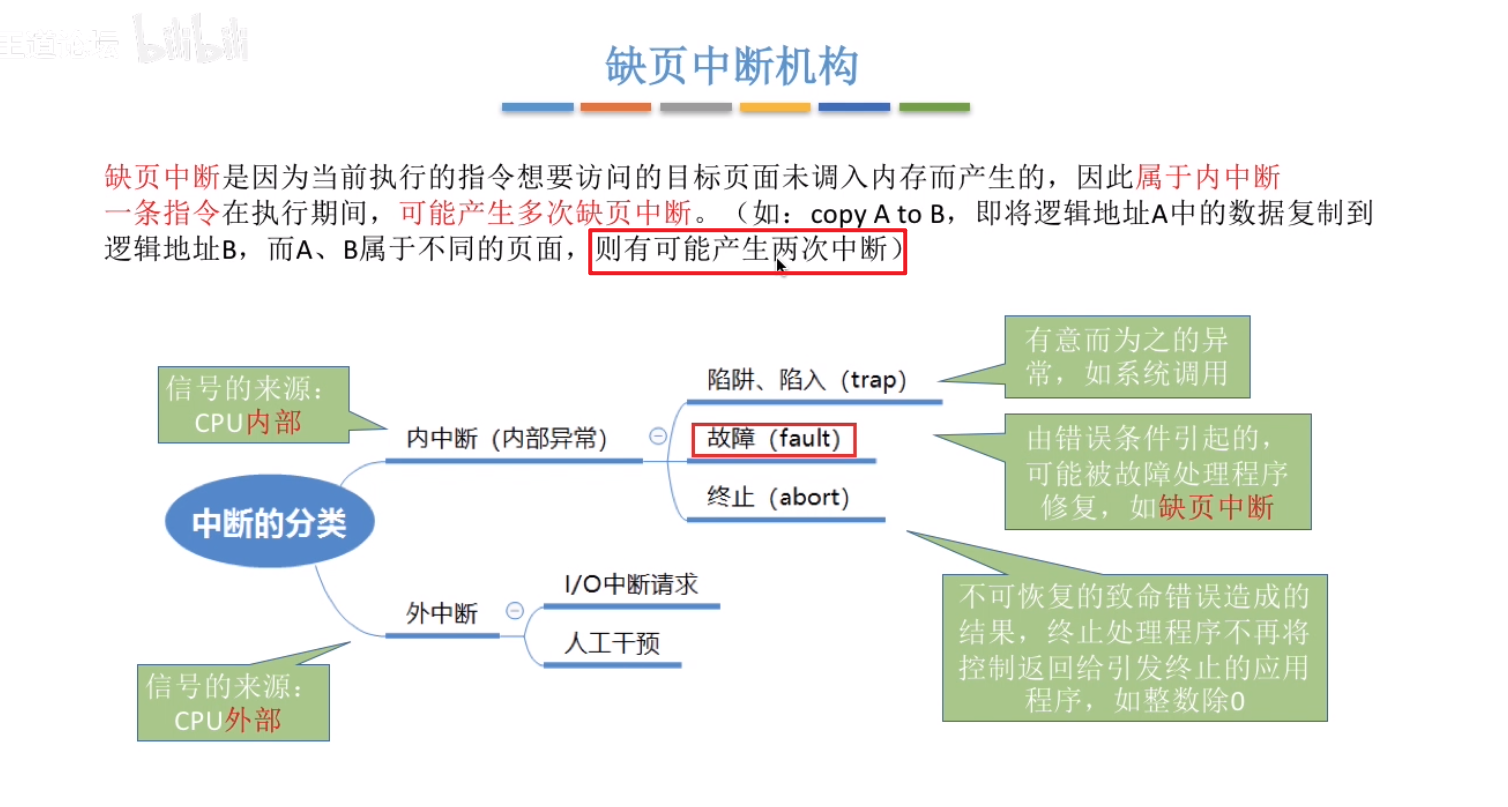 王道论坛 bilibili
缺页中断机构
缺页中断是因为当前执行的指令想要访问的目标页面未调入内存而产生的，因此属于内中断
一条指令在执行期间，可能产生多次缺页中断。（如：copy A to B，即将逻辑地址A中的数据复制到
逻辑地址B，而A、B属于不同的页面，则有可能产生两次中断）
信号的来源：
CPU内部
内中断（内部异常）
陷阱、陷入（trap）
有意而为之的异
常，如系统调用
故障（fault）
由错误条件引起的，
可能被故障处理程序
修复，如缺页中断
终止（abort）
不可恢复的致命错误造成的
结果，终止处理程序不再将
控制返回给引发终止的应用
程序，如整数除0
中断的分类
外中断
I/O中断请求
人工干预
信号的来源：
CPU外部